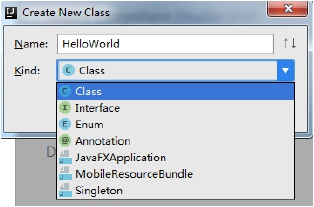 Create New Class
Name: HelloWorld
Kind: Class
Class
Interface
Enum
Annotation
JavaFXApplication
MobileResourceBundle
Singleton